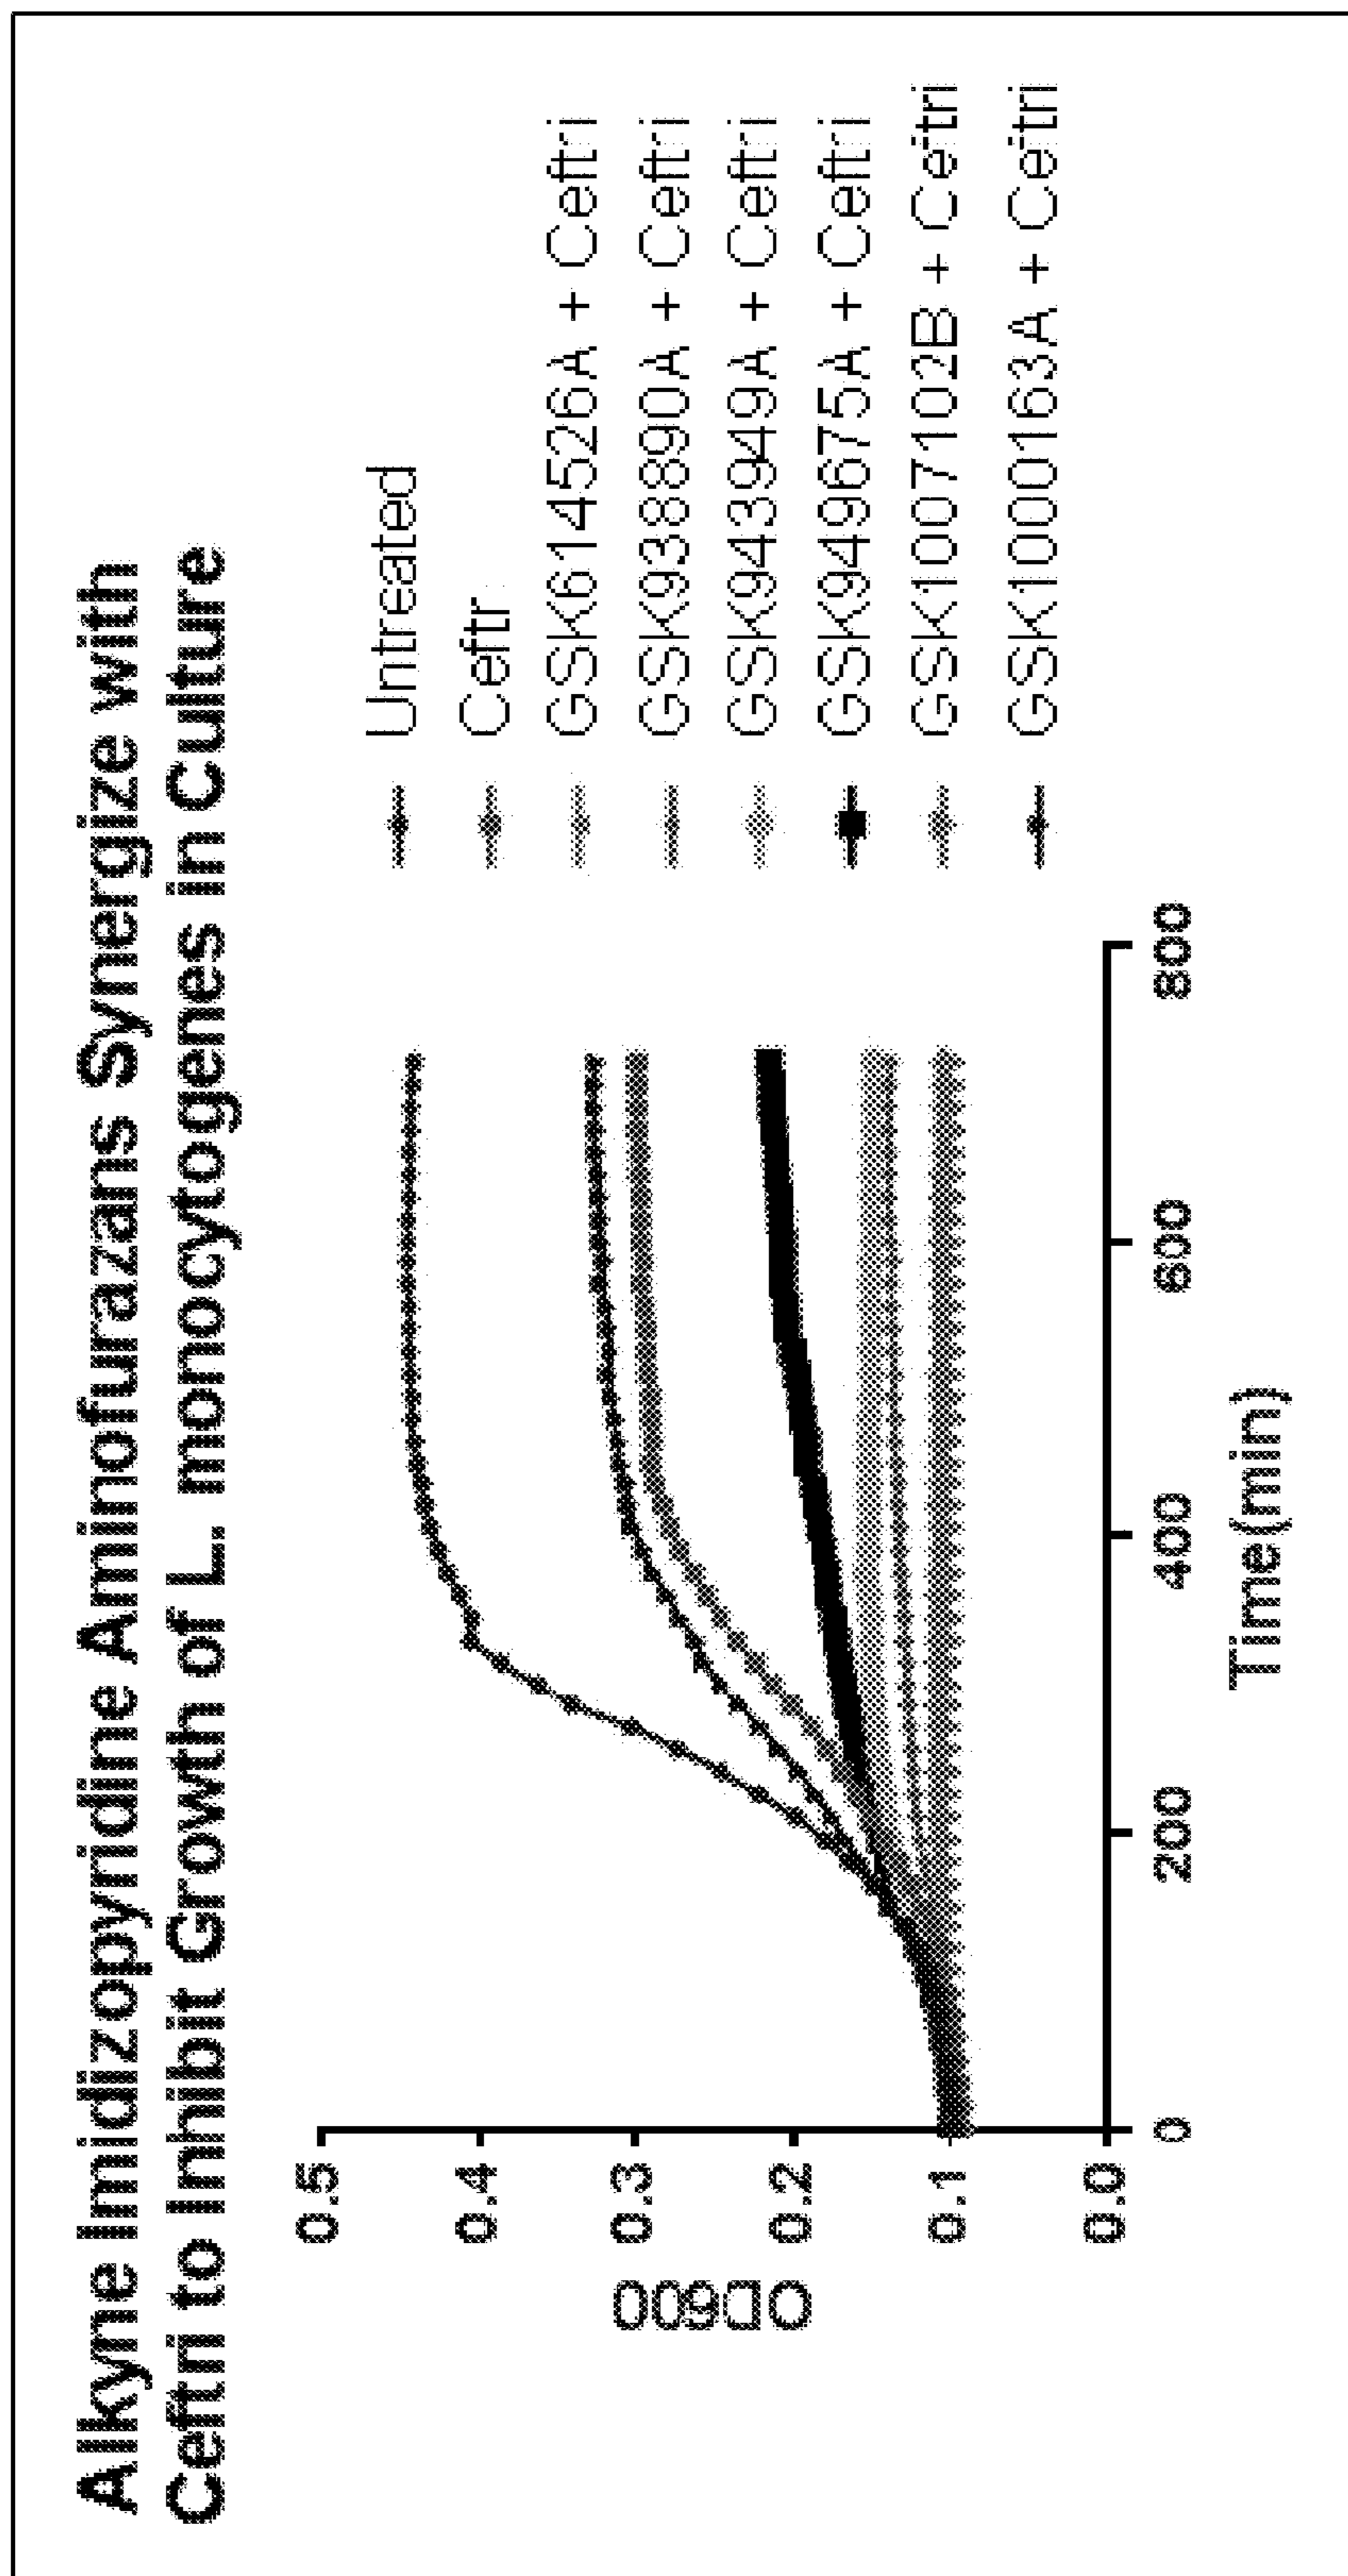 Alkyne Imidizopyridine Aminofurazans Synergize with
Ceftri to Inhibit Growth of L. monocytogenes in Culture
0.5
0.4
0.3
0.2
0.1
0.0
OD600
0
200
400
600
800
Time(min)
Untreated
Ceftr
GSK614526A + Ceftri
GSK938890A + Ceftri
GSK943949A + Ceftri
GSK949675A + Ceftri
GSK1007102B + Ceftri
GSK1000163A + Ceftri